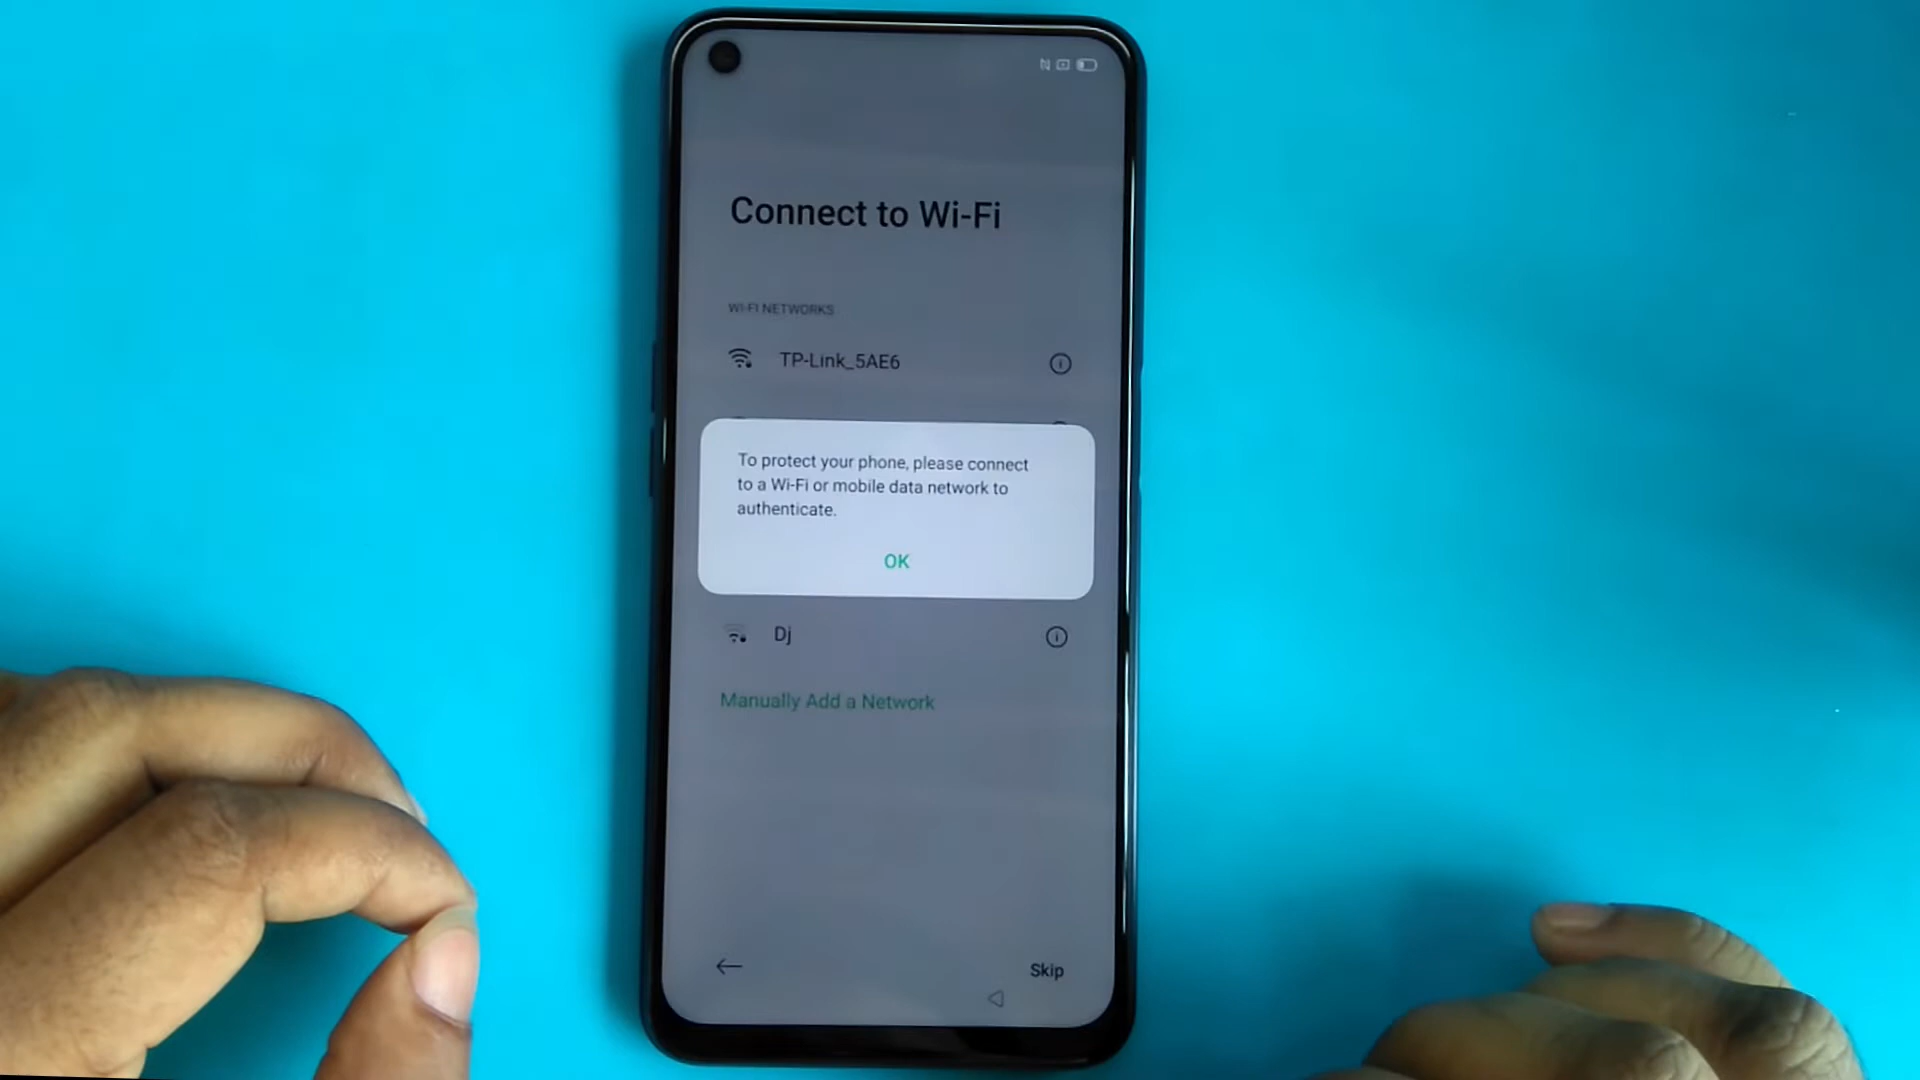 Connect to Wi-Fi
WI-FI NETWORKS
TP-Link_5AE6
To protect your phone, please connect
to a Wi-Fi or mobile data network to
authenticate.
OK
Dj
Manually Add a Network
Skip